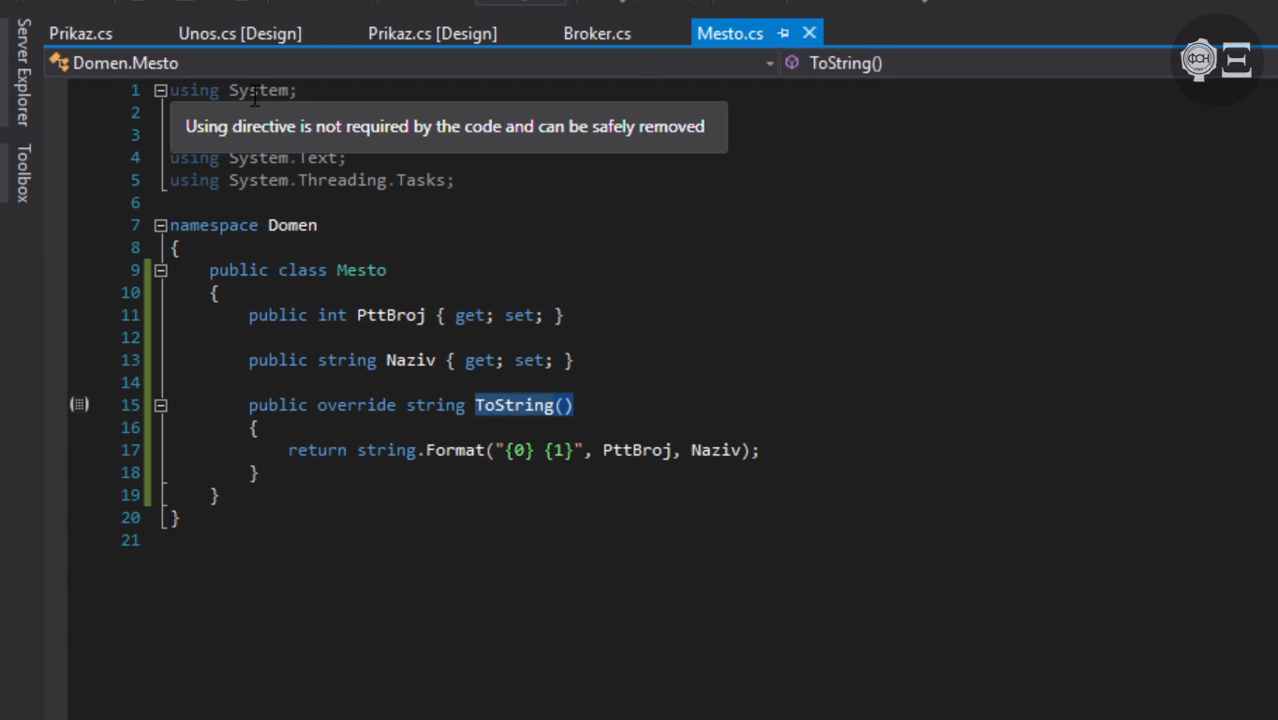 Prikaz.cs
Unos.cs [Design]
Prikaz.cs [Design]
Broker.cs
Mesto.cs
Server Explorer
Toolbox
Domen.Mesto
ToString()
ФОН
1 using System;
Using directive is not required by the code and can be safely removed
2
3
4 using System.Text;
5 using System.Threading.Tasks;
6
7 namespace Domen
8 {
9 public class Mesto
10 {
11 public int PttBroj { get; set; }
12
13 public string Naziv { get; set; }
14
15 public override string ToString()
16 {
17 return string.Format("{0} {1}", PttBroj, Naziv);
18 }
19 }
20 }
21